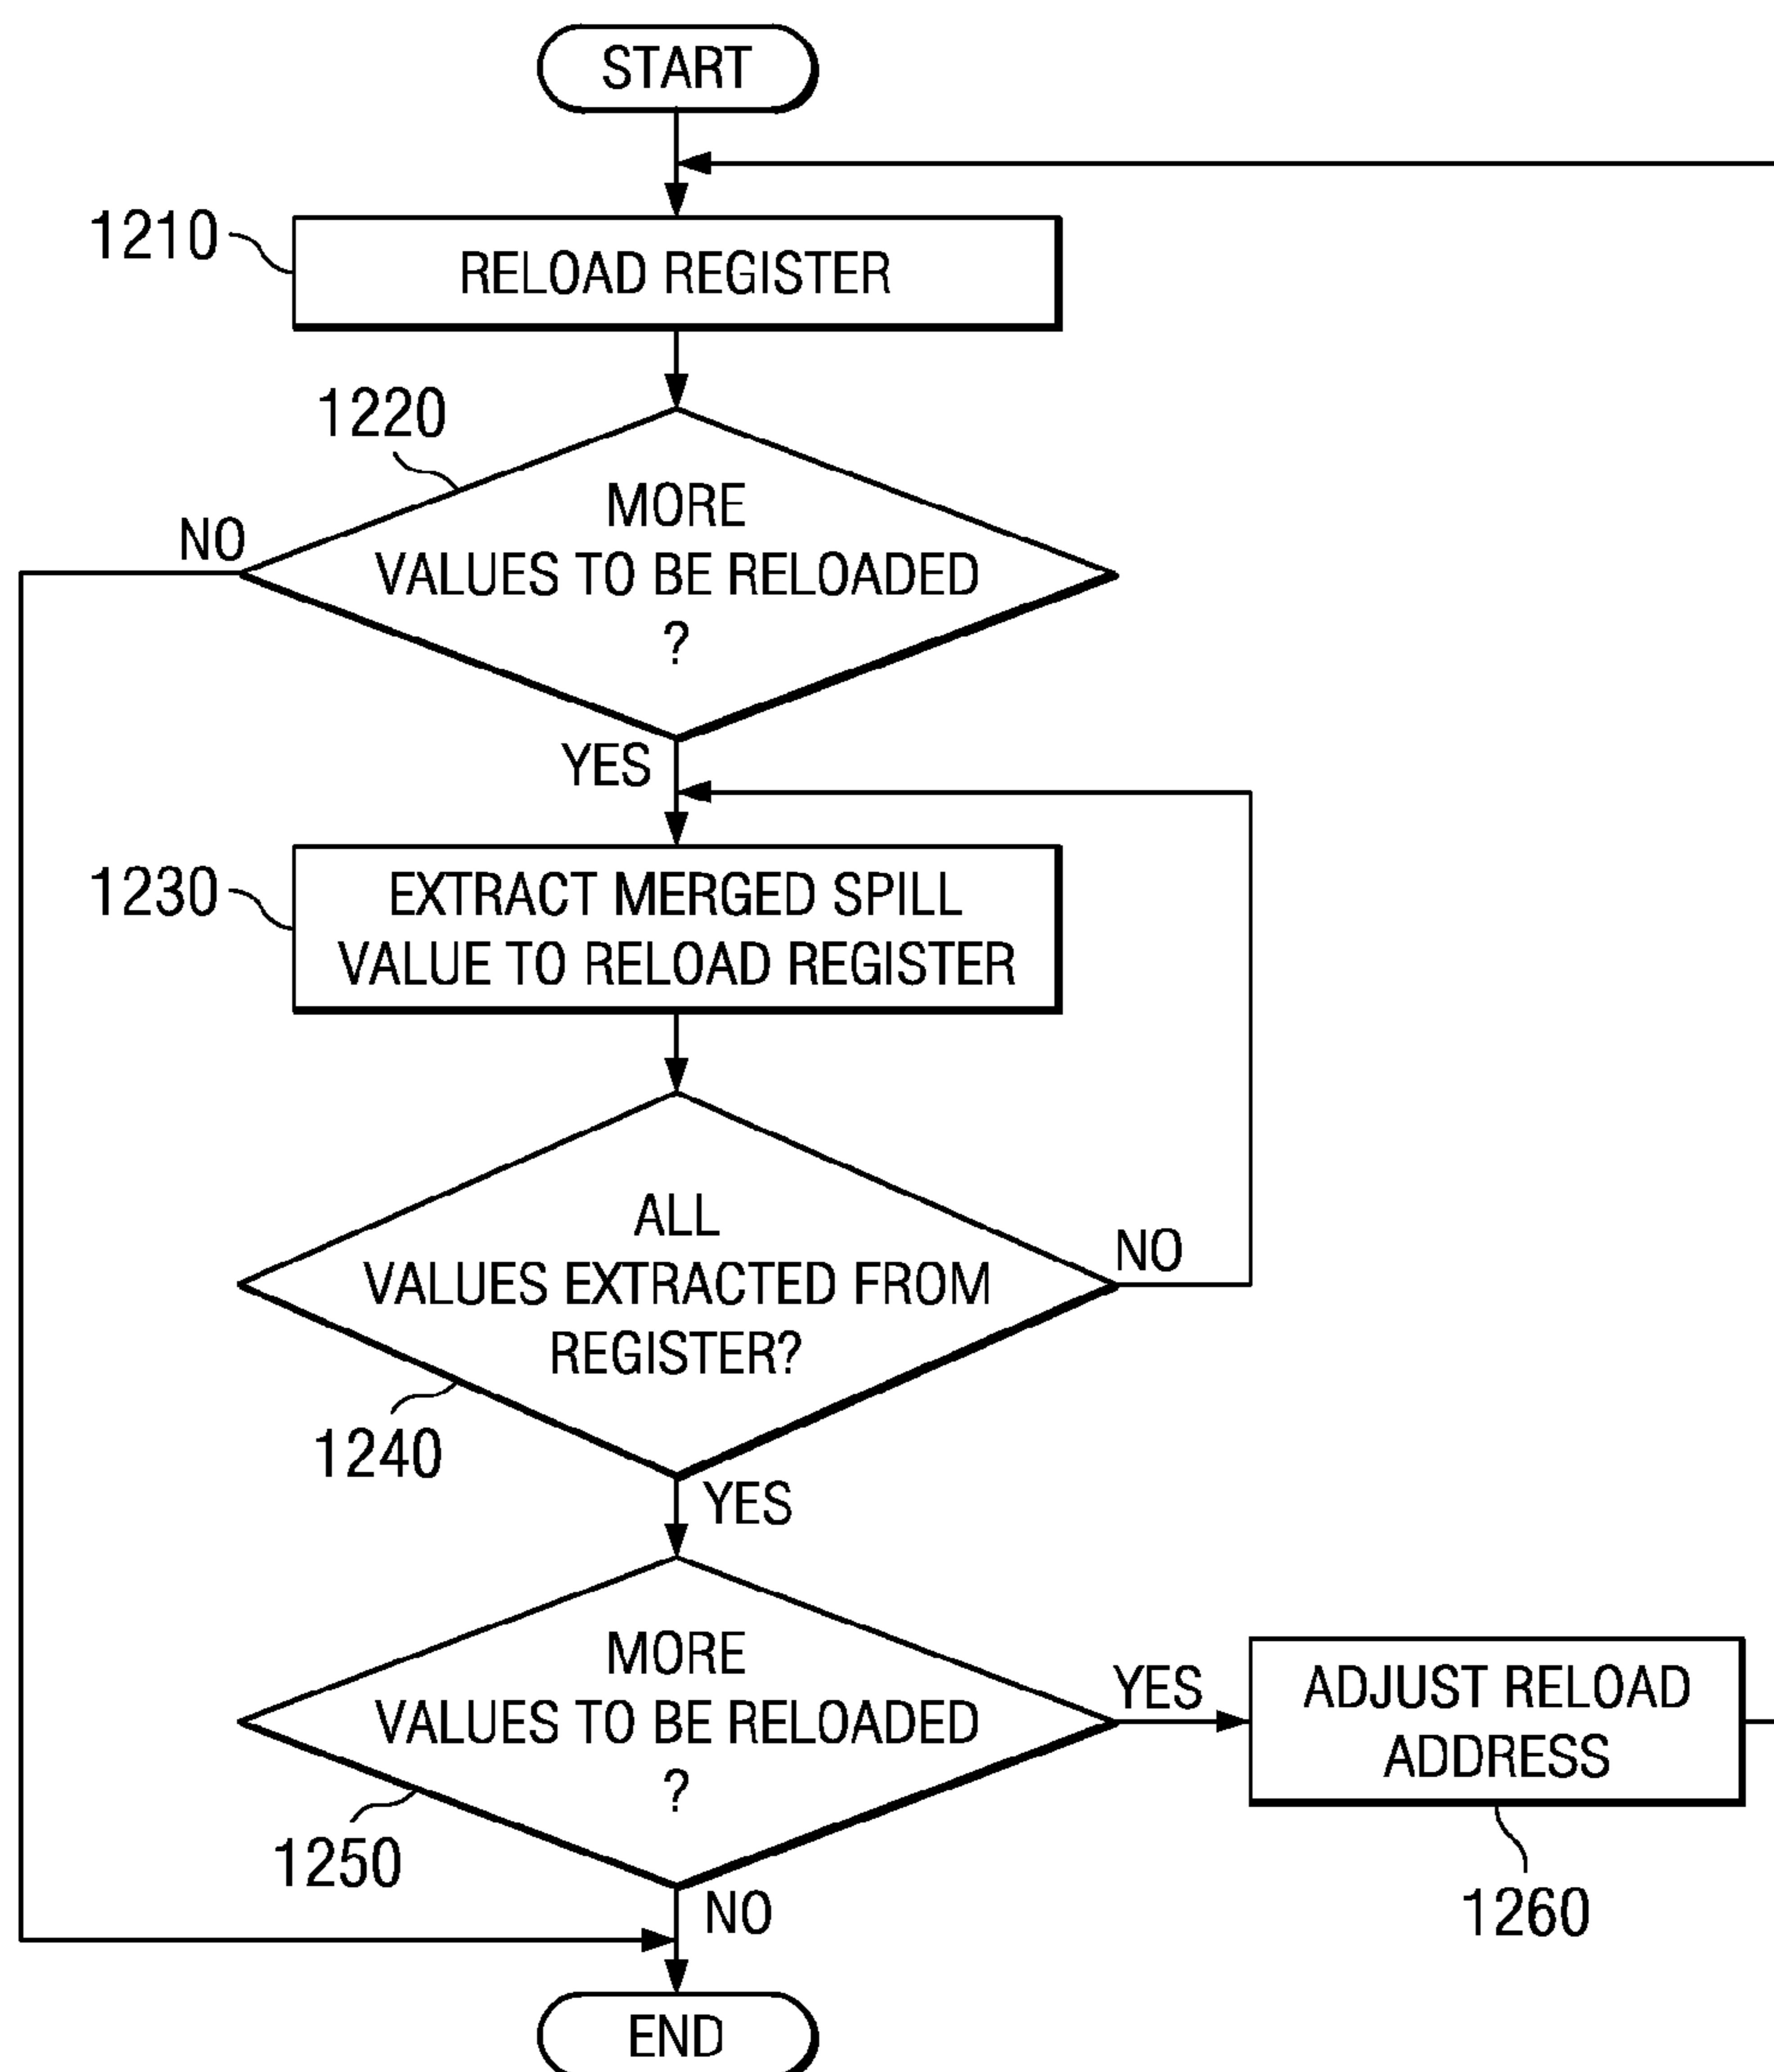 START
1210
RELOAD REGISTER
1220
MORE
VALUES TO BE RELOADED
?
NO
YES
1230
EXTRACT MERGED SPILL
VALUE TO RELOAD REGISTER
ALL
VALUES EXTRACTED FROM
REGISTER?
NO
1240
YES
MORE
VALUES TO BE RELOADED
?
YES
ADJUST RELOAD
ADDRESS
1250
1260
NO
END